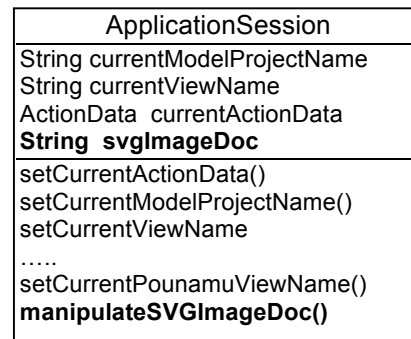 ApplicationSession
String currentModelProjectName
String currentViewName
ActionData currentActionData
String svgImageDoc
setCurrentActionData()
setCurrentModelProjectName()
setCurrentViewName
…..
setCurrentPounamuViewName()
manipulateSVGImageDoc()